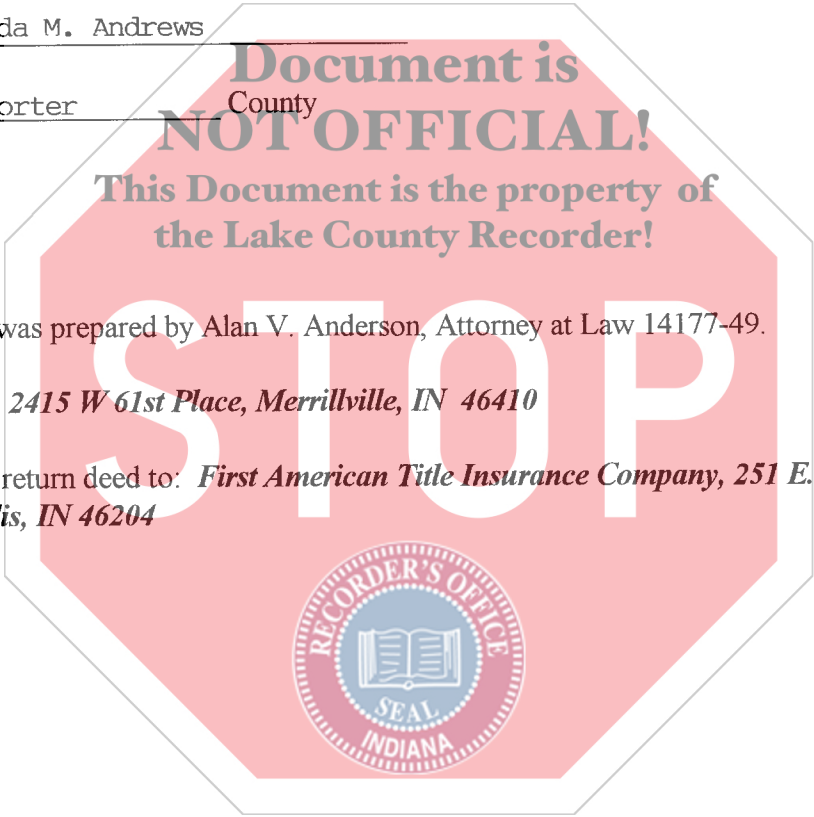 da M. Andrews
Document is
orter County
NOT OFFICIAL!
This Document is the property of
the Lake County Recorder!
was prepared by Alan V. Anderson, Attorney at Law 14177-49.
STOP
2415 W 61st Place, Merrillville, IN 46410
return deed to: First American Title Insurance Company, 251 E.
is, IN 46204
RECORDER'S OFFICE
SEAL
INDIANA